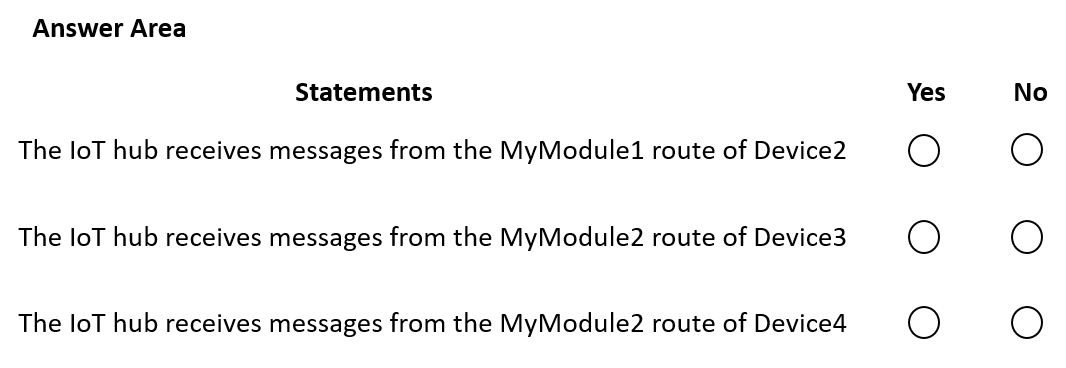 Answer Area
Statements Yes No
The IoT hub receives messages from the MyModule1 route of Device2
The IoT hub receives messages from the MyModule2 route of Device3
The IoT hub receives messages from the MyModule2 route of Device4